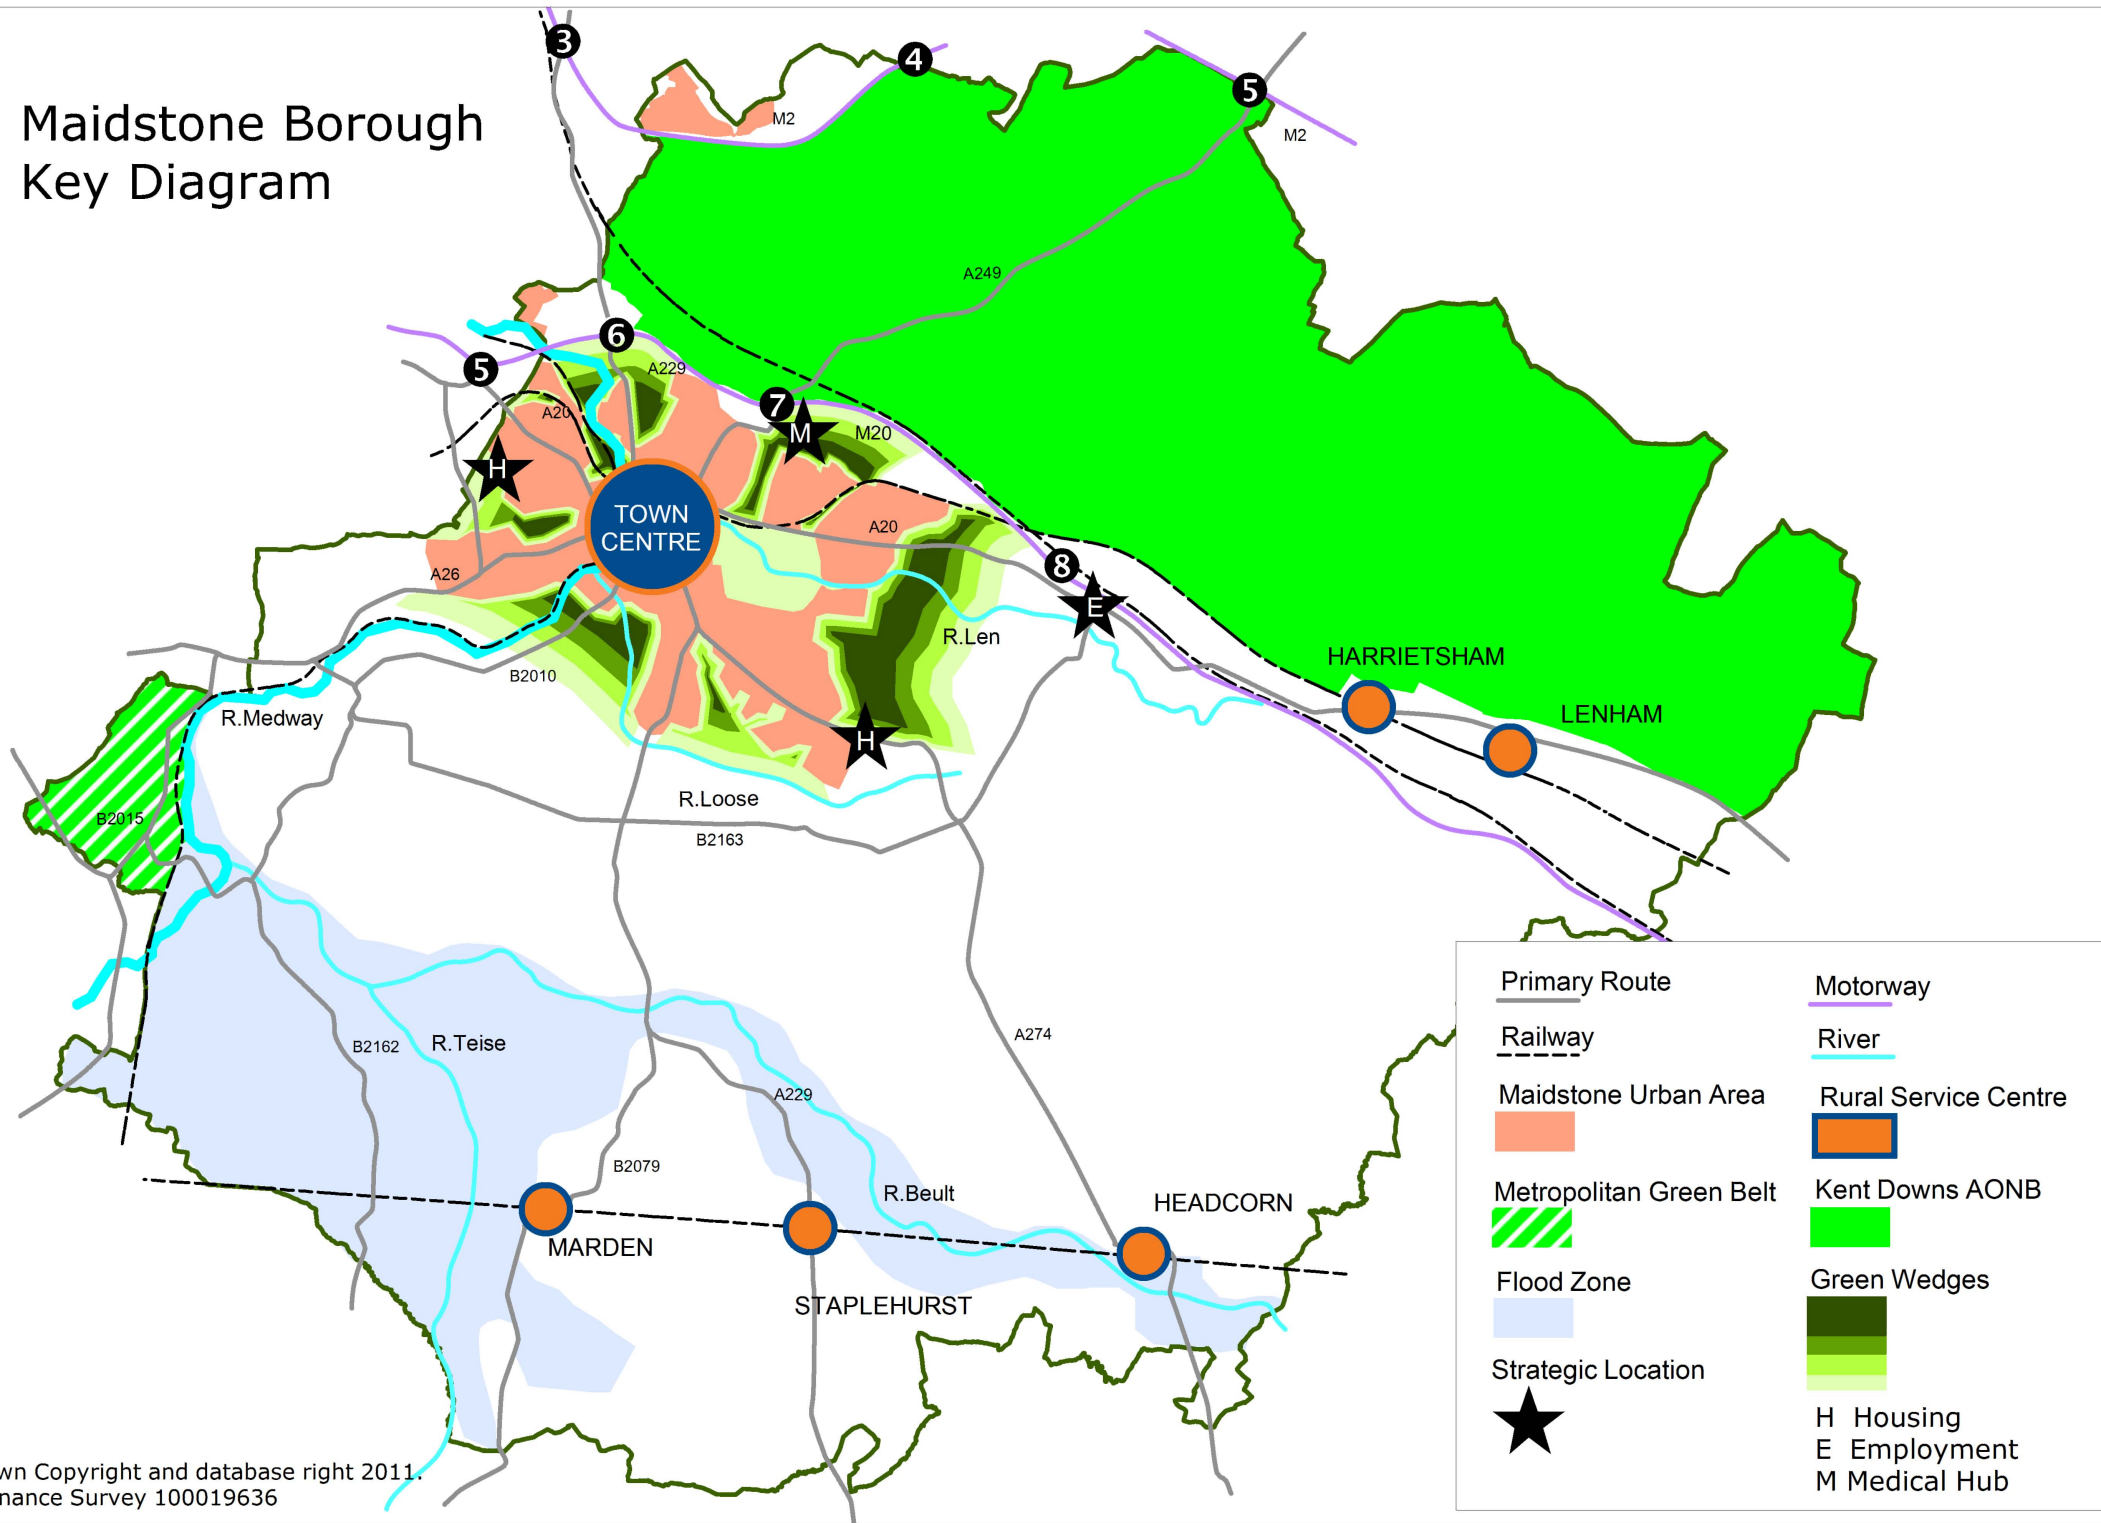 Maidstone Borough
Key Diagram
3
4
5
M2
M2
A249
6
5
A229
7
A20
M
M20
H
TOWN
CENTRE
A20
A26
8
E
R.Len
HARRIETSHAM
B2010
R.Medway
LENHAM
H
R.Loose
B2015
B2163
A274
B2162
R.Teise
A229
B2079
R.Beult
HEADCORN
MARDEN
STAPLEHURST
Primary Route
Motorway
Railway
River
Maidstone Urban Area
Rural Service Centre
Metropolitan Green Belt
Kent Downs AONB
Flood Zone
Green Wedges
Strategic Location
H Housing
E Employment
M Medical Hub
wn Copyright and database right 2011.
nance Survey 100019636